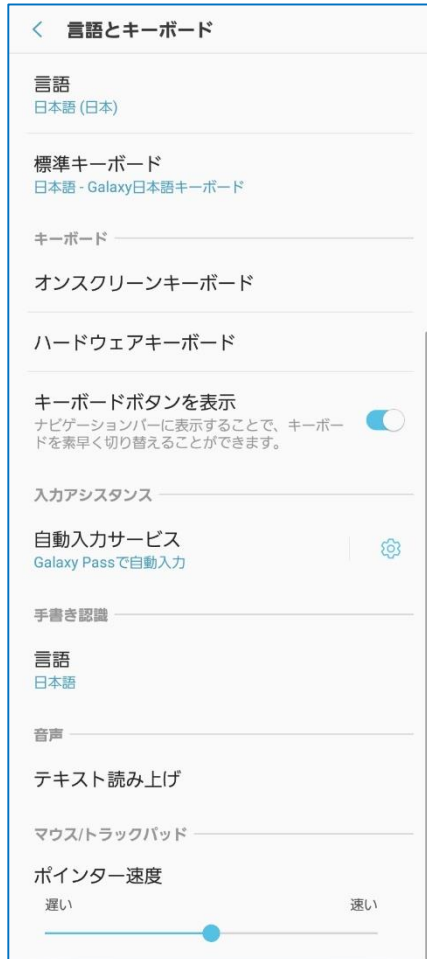 言語とキーボード
言語
日本語 (日本)
標準キーボード
日本語 - Galaxy日本語キーボード
キーボード
オンスクリーンキーボード
ハードウェアキーボード
キーボードボタンを表示
ナビゲーションバーに表示することで、キーボー
ドを素早く切り替えることができます。
入力アシスタンス
自動入力サービス
Galaxy Passで自動入力
手書き認識
言語
日本語
音声
テキスト読み上げ
マウス/トラックパッド
ポインター速度
遅い 速い